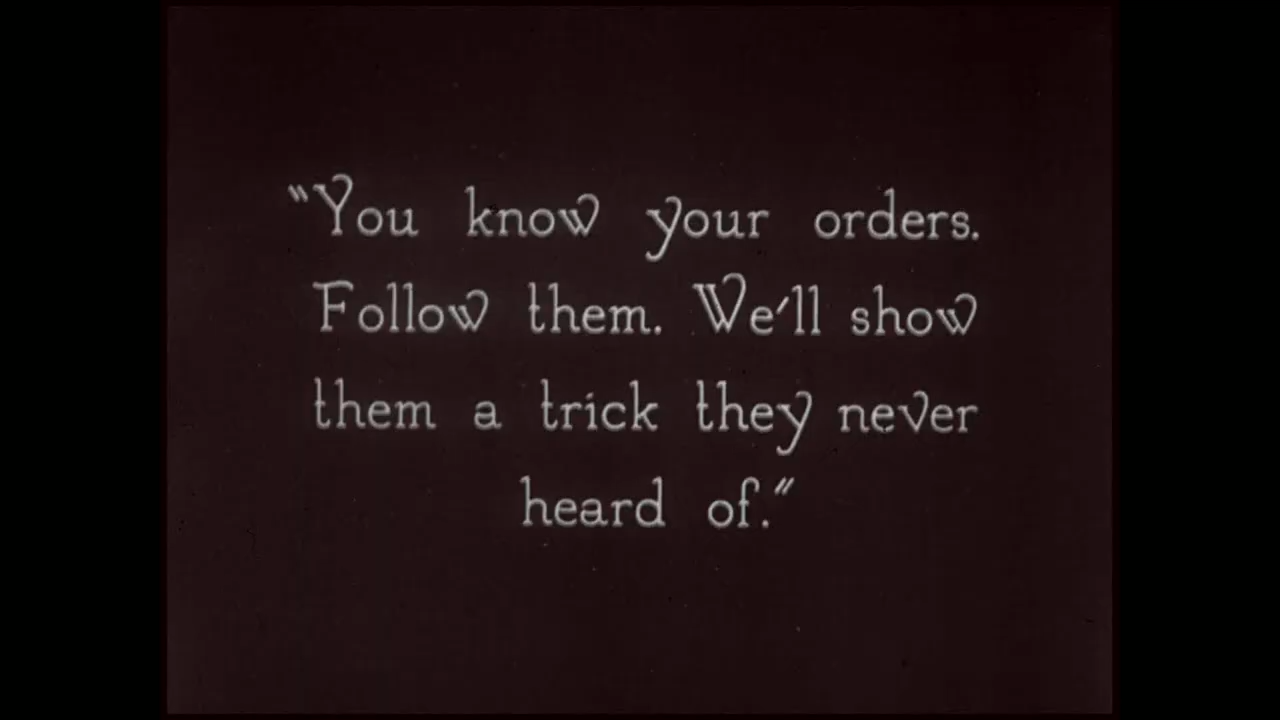 "You know your orders.
Follow them. We'll show
them a trick they never
heard of."